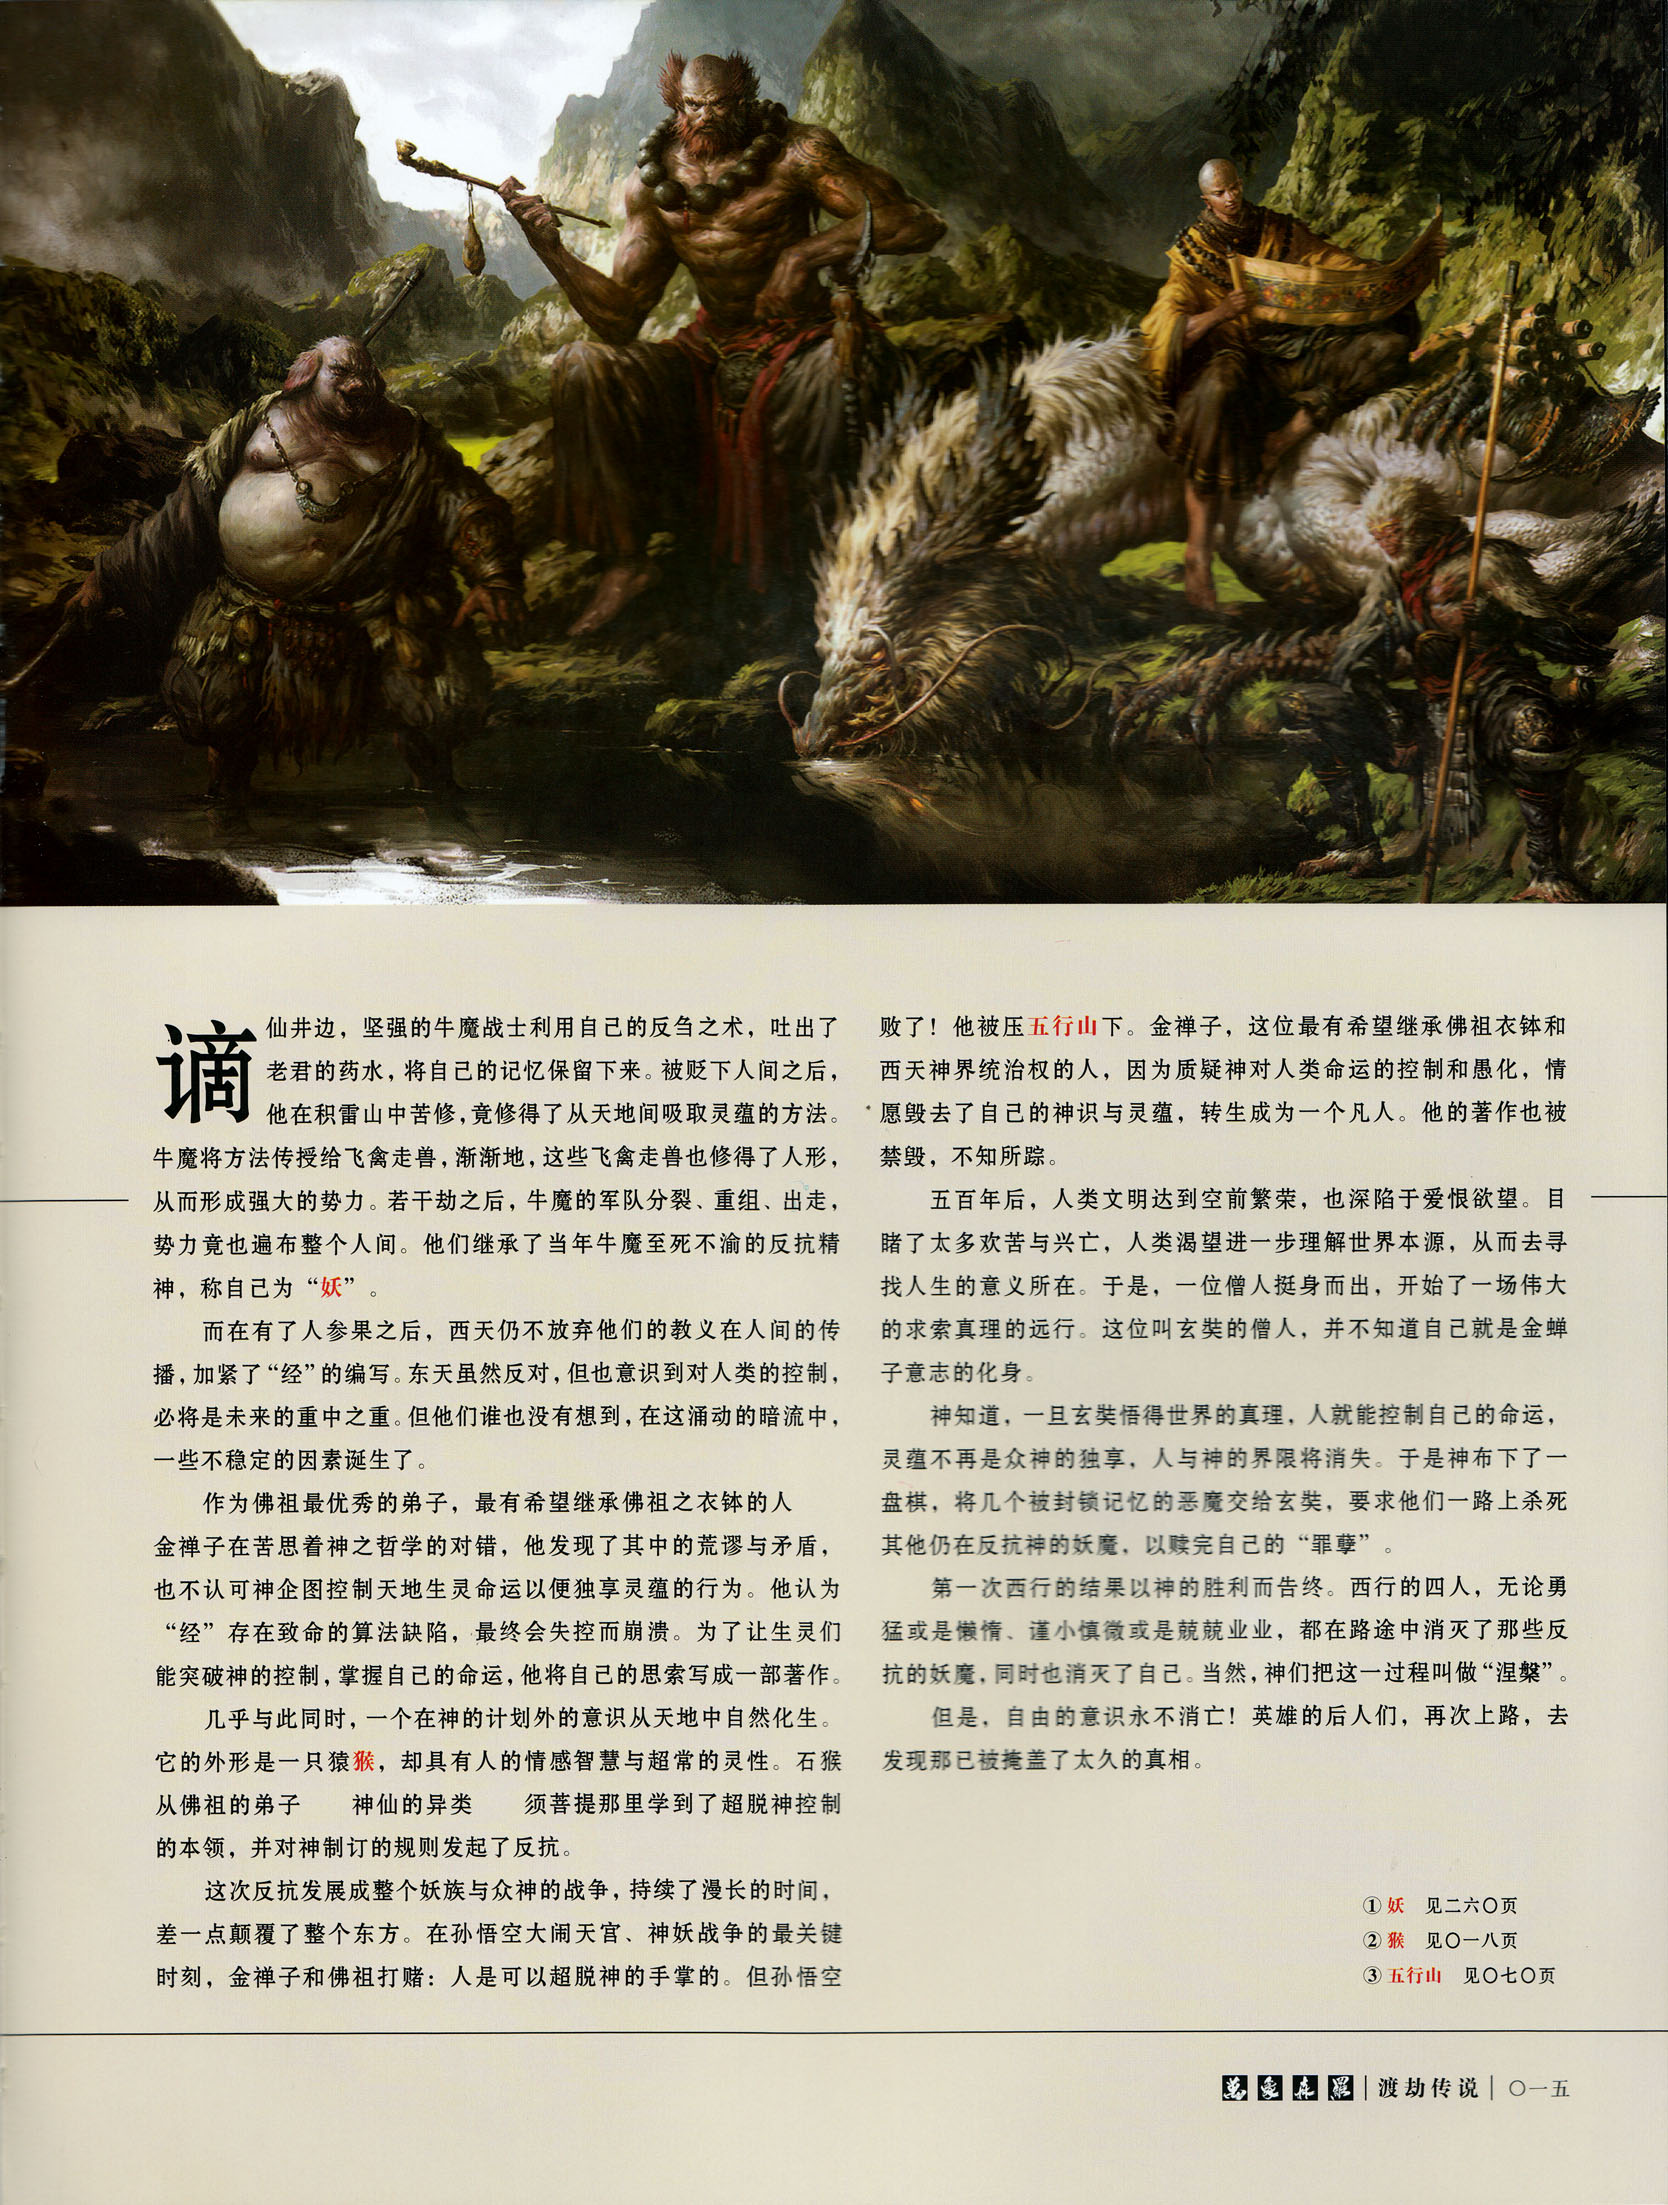 谪仙井边，坚强的牛魔战士利用自己的反刍之术，吐出了
老君的药水，将自己的记忆保留下来。被贬下人间之后，
他在积雷山中苦修，竟修得了从天地间吸取灵蕴的方法。
牛魔将方法传授给飞禽走兽，渐渐地，这些飞禽走兽也修得了人形，
从而形成强大的势力。若干劫之后，牛魔的军队分裂、重组、出走，
势力竟也遍布整个人间。他们继承了当年牛魔至死不渝的反抗精
神，称自己为“妖”。
而在有了人参果之后，西天仍不放弃他们的教义在人间的传
播，加紧了“经”的编写。东天虽然反对，但也意识到对人类的控制，
必将是未来的重中之重。但他们谁也没有想到，在这涌动的暗流中，
一些不稳定的因素诞生了。
作为佛祖最优秀的弟子，最有希望继承佛祖之衣钵的人
金禅子在苦思着神之哲学的对错，他发现了其中的荒谬与矛盾，
也不认可神企图控制天地生灵命运以便独享灵蕴的行为。他认为
“经”存在致命的算法缺陷，最终会失控而崩溃。为了让生灵们
能突破神的控制，掌握自己的命运，他将自己的思索写成一部著作。
几乎与此同时，一个在神的计划外的意识从天地中自然化生。
它的外形是一只猿猴，却具有人的情感智慧与超常的灵性。石猴
从佛祖的弟子　　神仙的异类　　须菩提那里学到了超脱神控制
的本领，并对神制订的规则发起了反抗。
这次反抗发展成整个妖族与众神的战争，持续了漫长的时间，
差一点颠覆了整个东方。在孙悟空大闹天宫、神妖战争的最关键
时刻，金禅子和佛祖打赌：人是可以超脱神的手掌的。但孙悟空
败了！他被压五行山下。金禅子，这位最有希望继承佛祖衣钵和
西天神界统治权的人，因为质疑神对人类命运的控制和愚化，情
愿毁去了自己的神识与灵蕴，转生成为一个凡人。他的著作也被
禁毁，不知所踪。
五百年后，人类文明达到空前繁荣，也深陷于爱恨欲望。目
睹了太多欢苦与兴亡，人类渴望进一步理解世界本源，从而去寻
找人生的意义所在。于是，一位僧人挺身而出，开始了一场伟大
的求索真理的远行。这位叫玄奘的僧人，并不知道自己就是金蝉
子意志的化身。
神知道，一旦玄奘悟得世界的真理，人就能控制自己的命运，
灵蕴不再是众神的独享，人与神的界限将消失。于是神布下了一
盘棋，将几个被封锁记忆的恶魔交给玄奘，要求他们一路上杀死
其他仍在反抗神的妖魔，以赎完自己的“罪孽”。
第一次西行的结果以神的胜利而告终。西行的四人，无论勇
猛或是懒惰、谨小慎微或是兢兢业业，都在路途中消灭了那些反
抗的妖魔，同时也消灭了自己。当然，神们把这一过程叫做“涅槃”。
但是，自由的意识永不消亡！英雄的后人们，再次上路，去
发现那已被掩盖了太久的真相。
①妖　见二六〇页
②猴　见〇一八页
③五行山　见〇七〇页
萬象森羅｜渡劫传说｜〇一五